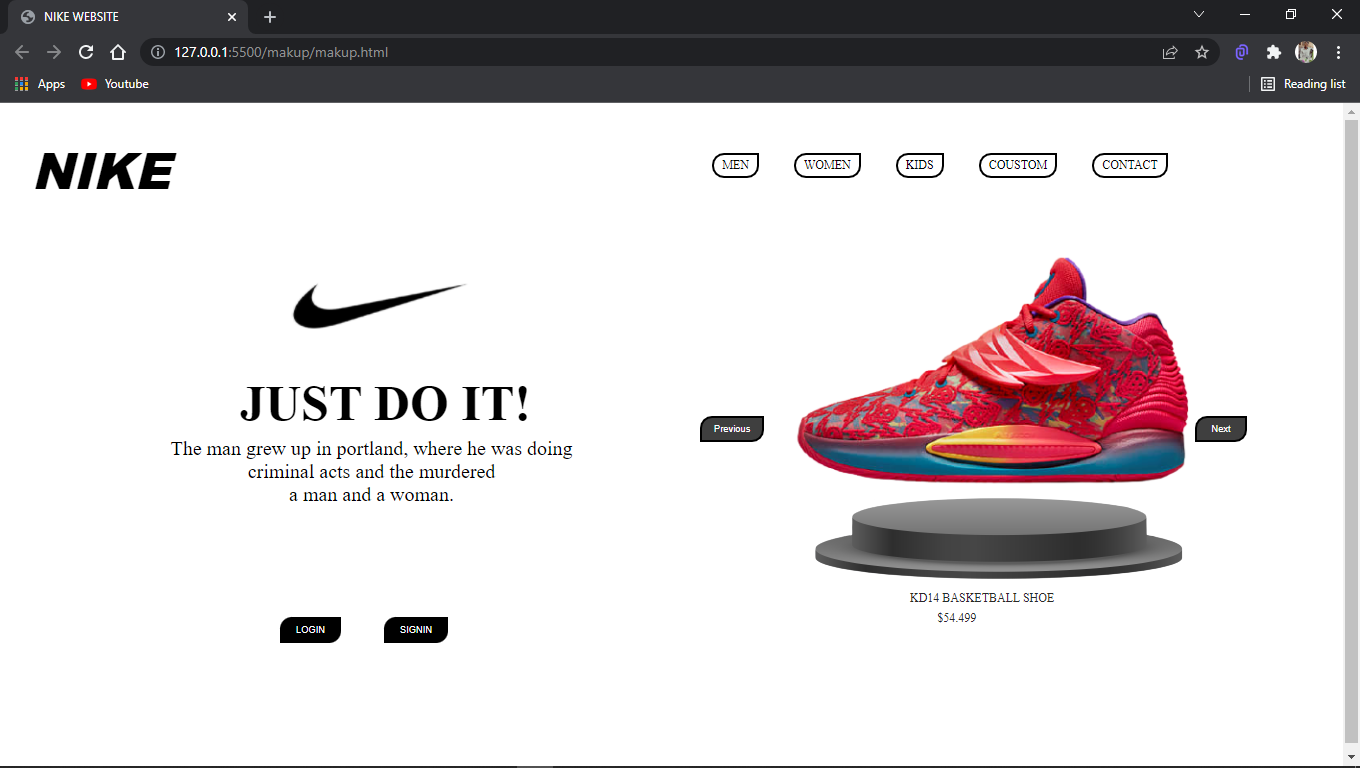 NIKE WEBSITE
127.0.0.1:5500/makup/makup.html
Apps Youtube Reading list
NIKE MEN WOMEN KIDS COUSTOM CONTACT
JUST DO IT!
The man grew up in portland, where he was doing
criminal acts and the murdered
a man and a woman.
LOGIN SIGNIN
Previous Next
KD14 BASKETBALL SHOE
$54.499